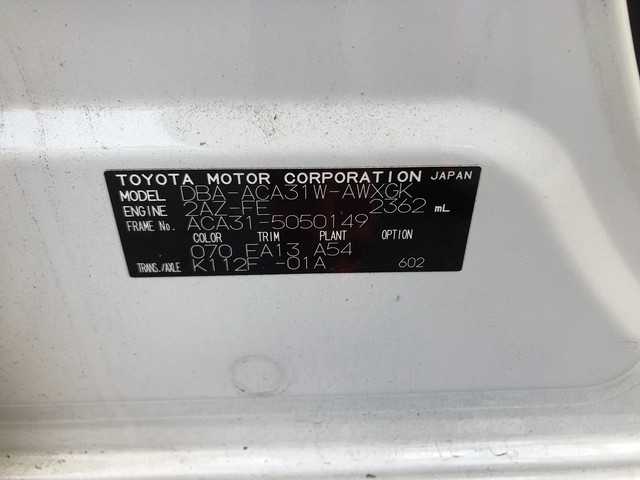 TOYOTA MOTOR CORPORATION JAPAN
MODEL DBA-ACA31W-AWXGK
ENGINE 2AZ-FE 2362 mL
FRAME No. ACA31-5050149
COLOR TRIM PLANT OPTION
070 FA13 A54
TRANS./AXLE K112F -01A 602